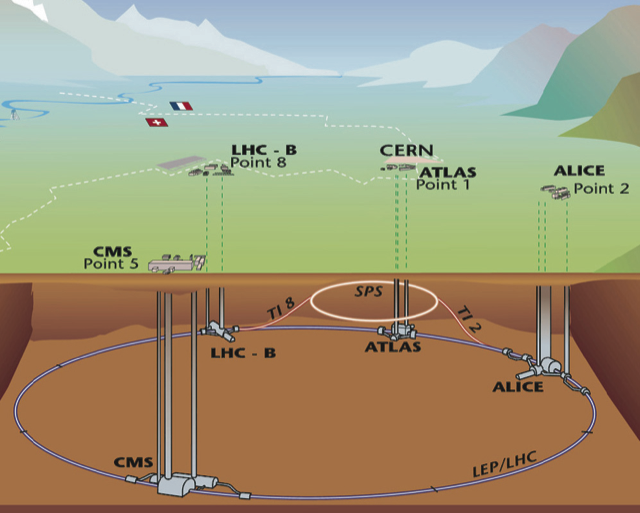 LHC - B
Point 8
CERN
ATLAS
Point 1
ALICE
Point 2
CMS
Point 5
TI 8
SPS
TI 2
LHC - B
ATLAS
ALICE
CMS
LEP/LHC